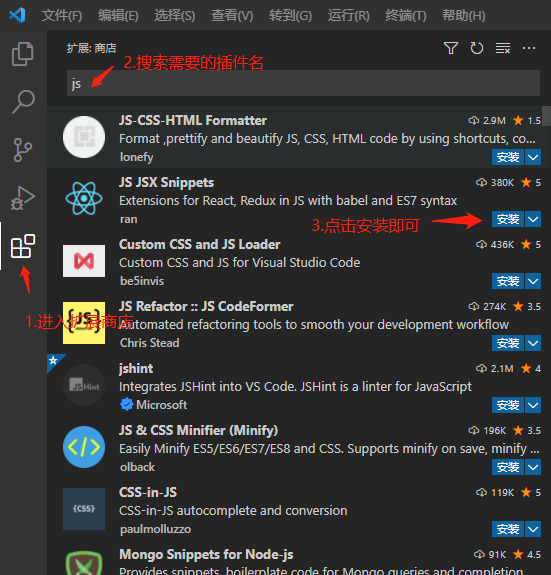 文件(F) 编辑(E) 选择(S) 查看(V) 转到(G) 运行(R) 终端(T) 帮助(H)
扩展: 商店
2.搜索需要的插件名
js
JS-CSS-HTML Formatter 2.9M 1.5
Format ,prettify and beautify JS, CSS, HTML code by using shortcuts, co...
lonefy 安装
JS JSX Snippets 380K 5
Extensions for React, Redux in JS with babel and ES7 syntax
ran 安装
3.点击安装即可
Custom CSS and JS Loader 436K 5
Custom CSS and JS for Visual Studio Code
be5invis 安装
{JS}
JS Refactor :: JS CodeFormer 274K 3.5
1.进入扩展商店
Automated refactoring tools to smooth your development workflow
Chris Stead 安装
JSHint
jshint 2.1M 4
Integrates JSHint into VS Code. JSHint is a linter for JavaScript
Microsoft 安装
</>
JS & CSS Minifier (Minify) 196K 3.5
Easily Minify ES5/ES6/ES7/ES8 and CSS. Supports minify on save, minify ...
olback 安装
{CSS}
CSS-in-JS 119K 5
CSS-in-JS autocomplete and conversion
paulmolluzzo 安装
Mongo Snippets for Node-js 91K 4.5
Provides snippets, boilerplate code for Mongo queries and completion